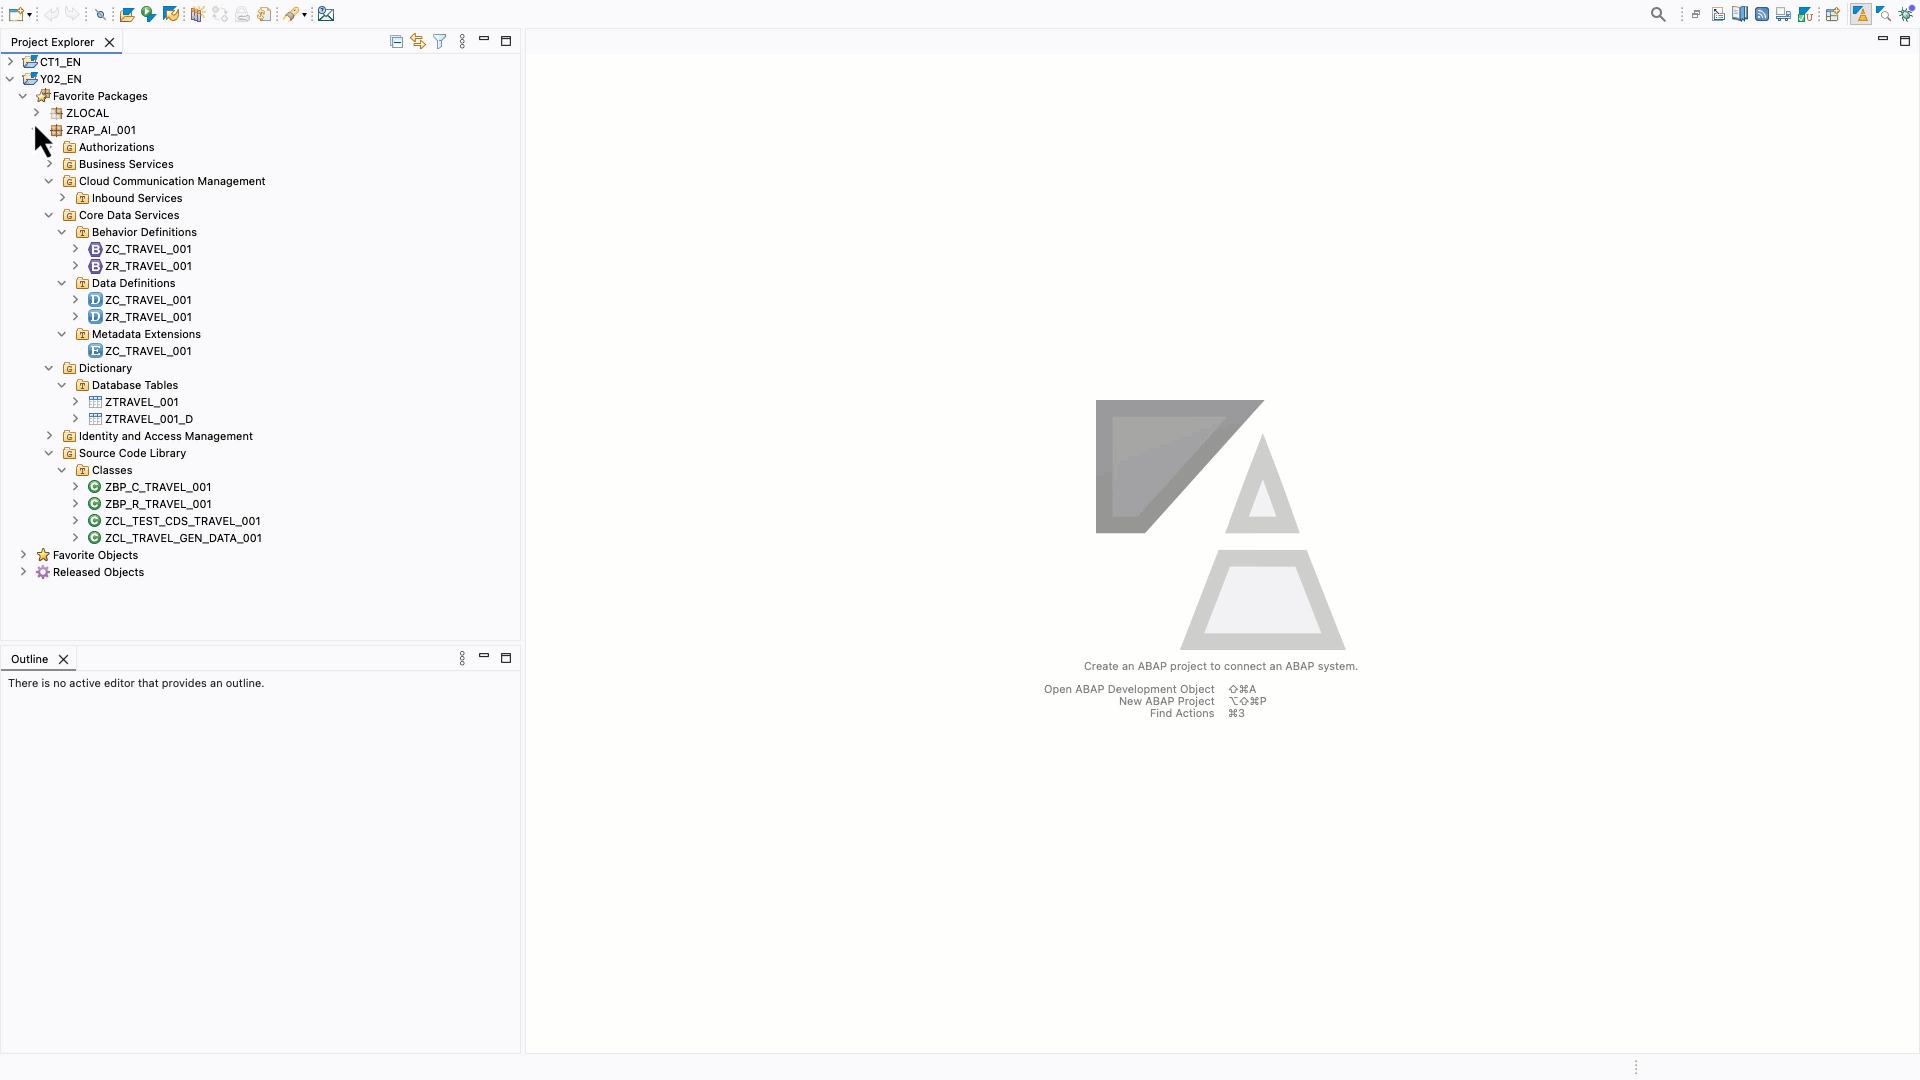 Project Explorer
CT1_EN
Y02_EN
Favorite Packages
ZLOCAL
ZRAP_AI_001
Authorizations
Business Services
Cloud Communication Management
Inbound Services
Core Data Services
Behavior Definitions
ZC_TRAVEL_001
ZR_TRAVEL_001
Data Definitions
ZC_TRAVEL_001
ZR_TRAVEL_001
Metadata Extensions
ZC_TRAVEL_001
Dictionary
Database Tables
ZTRAVEL_001
ZTRAVEL_001_D
Identity and Access Management
Source Code Library
Classes
ZBP_C_TRAVEL_001
ZBP_R_TRAVEL_001
ZCL_TEST_CDS_TRAVEL_001
ZCL_TRAVEL_GEN_DATA_001
Favorite Objects
Released Objects
Outline
There is no active editor that provides an outline.
Create an ABAP project to connect an ABAP system.
Open ABAP Development Object ⇧⌘A
New ABAP Project ⌥⇧⌘P
Find Actions ⌘3